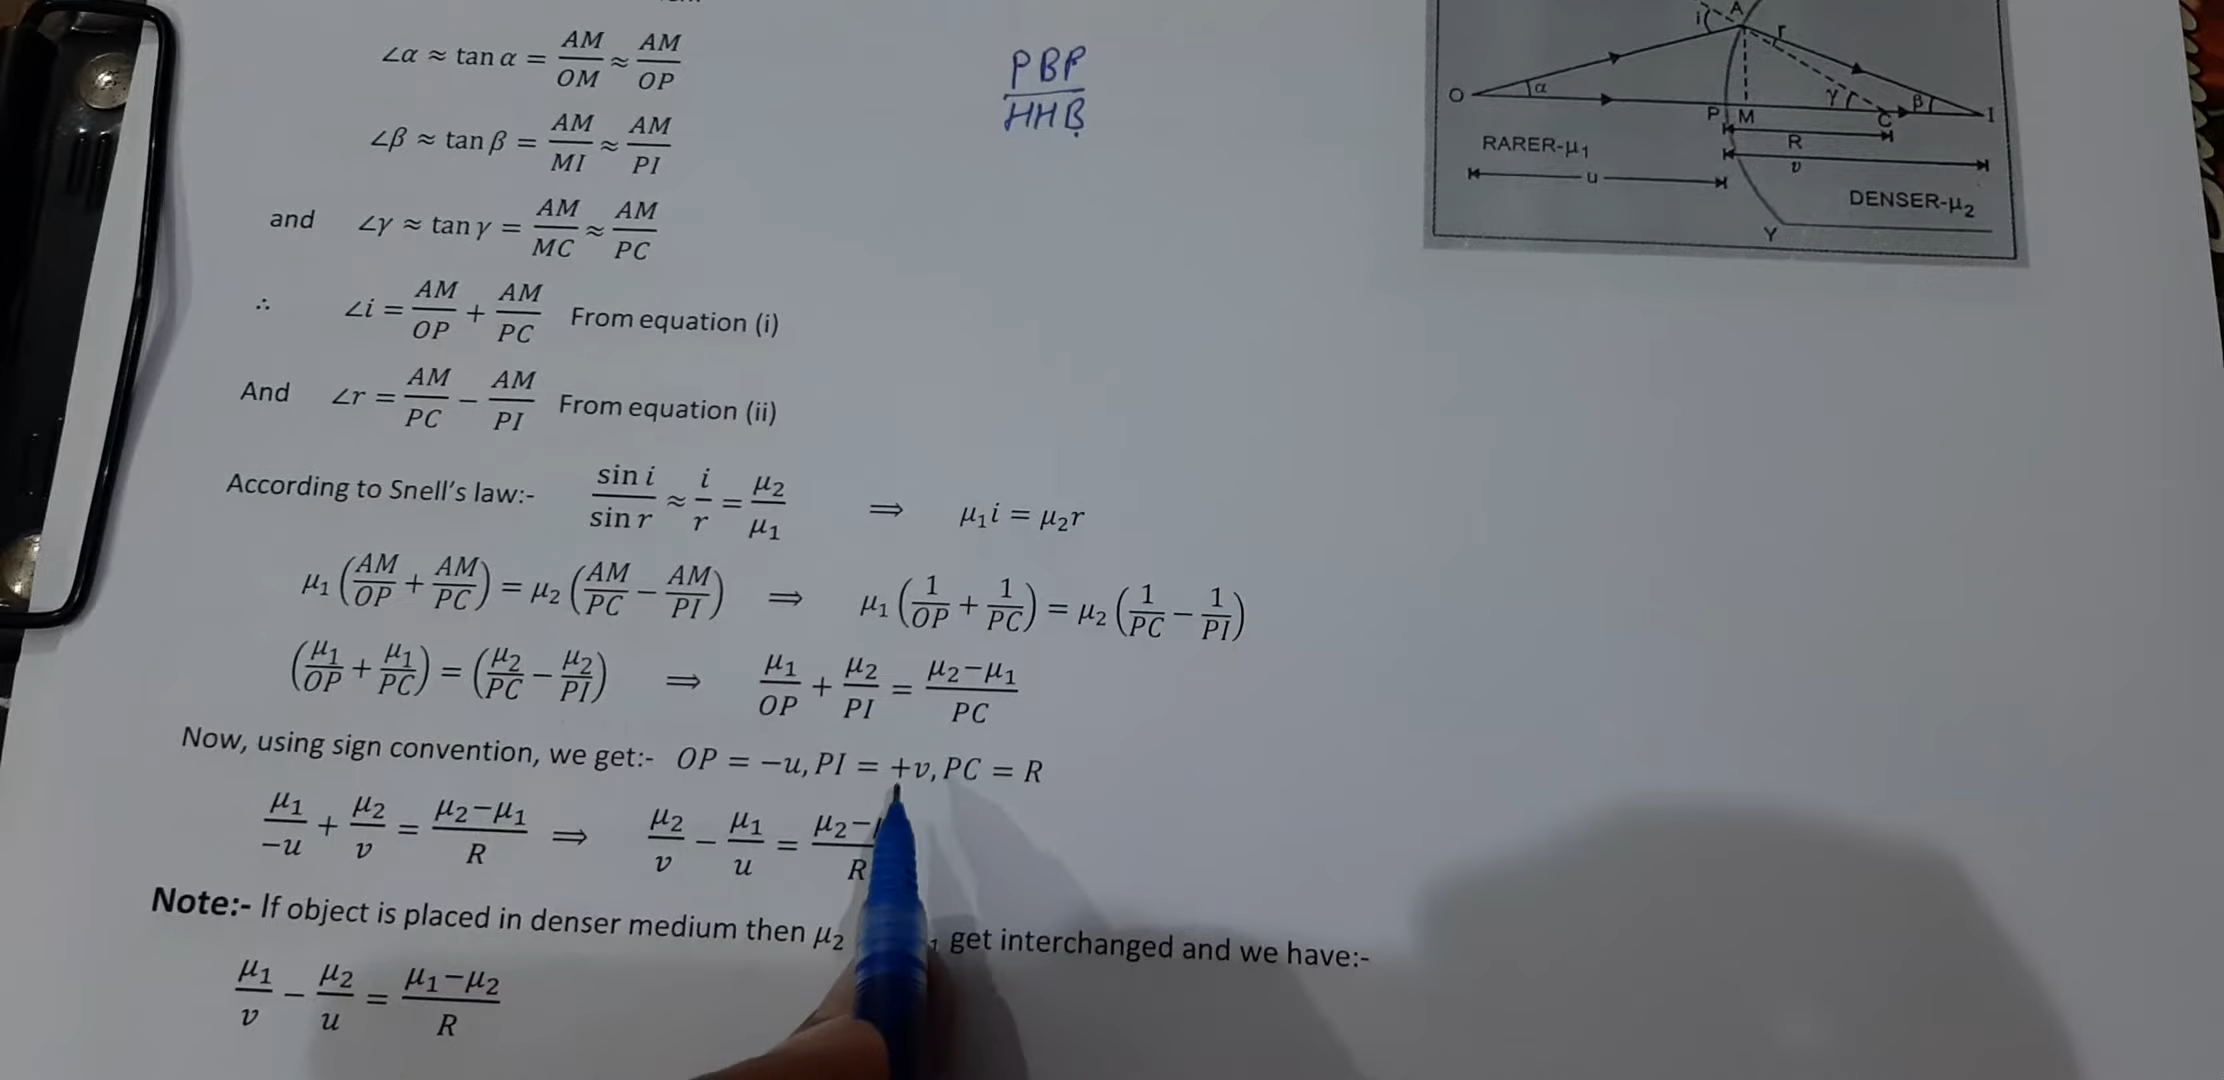 ∠α ≈ tan α = AM/OM ≈ AM/OP
∠β ≈ tan β = AM/MI ≈ AM/PI
and ∠γ ≈ tan γ = AM/MC ≈ AM/PC
∴ ∠i = AM/OP + AM/PC From equation (i)
And ∠r = AM/PC − AM/PI From equation (ii)
According to Snell's law:- sin i/sin r ≈ i/r = μ₂/μ₁ ⟹ μ₁i = μ₂r
μ₁(AM/OP + AM/PC) = μ₂(AM/PC − AM/PI) ⟹ μ₁(1/OP + 1/PC) = μ₂(1/PC − 1/PI)
(μ₁/OP + μ₁/PC) = (μ₂/PC − μ₂/PI) ⟹ μ₁/OP + μ₂/PI = μ₂−μ₁/PC
Now, using sign convention, we get:- OP = −u, PI = +v, PC = R
μ₁/−u + μ₂/v = μ₂−μ₁/R ⟹ μ₂/v − μ₁/u = μ₂−/R
Note:- If object is placed in denser medium then μ₂ ₁ get interchanged and we have:-
μ₁/v − μ₂/u = μ₁−μ₂/R
PBP
HHB
i A r
O α γ β I
P M C
RARER-μ₁ R
u v
DENSER-μ₂
Y